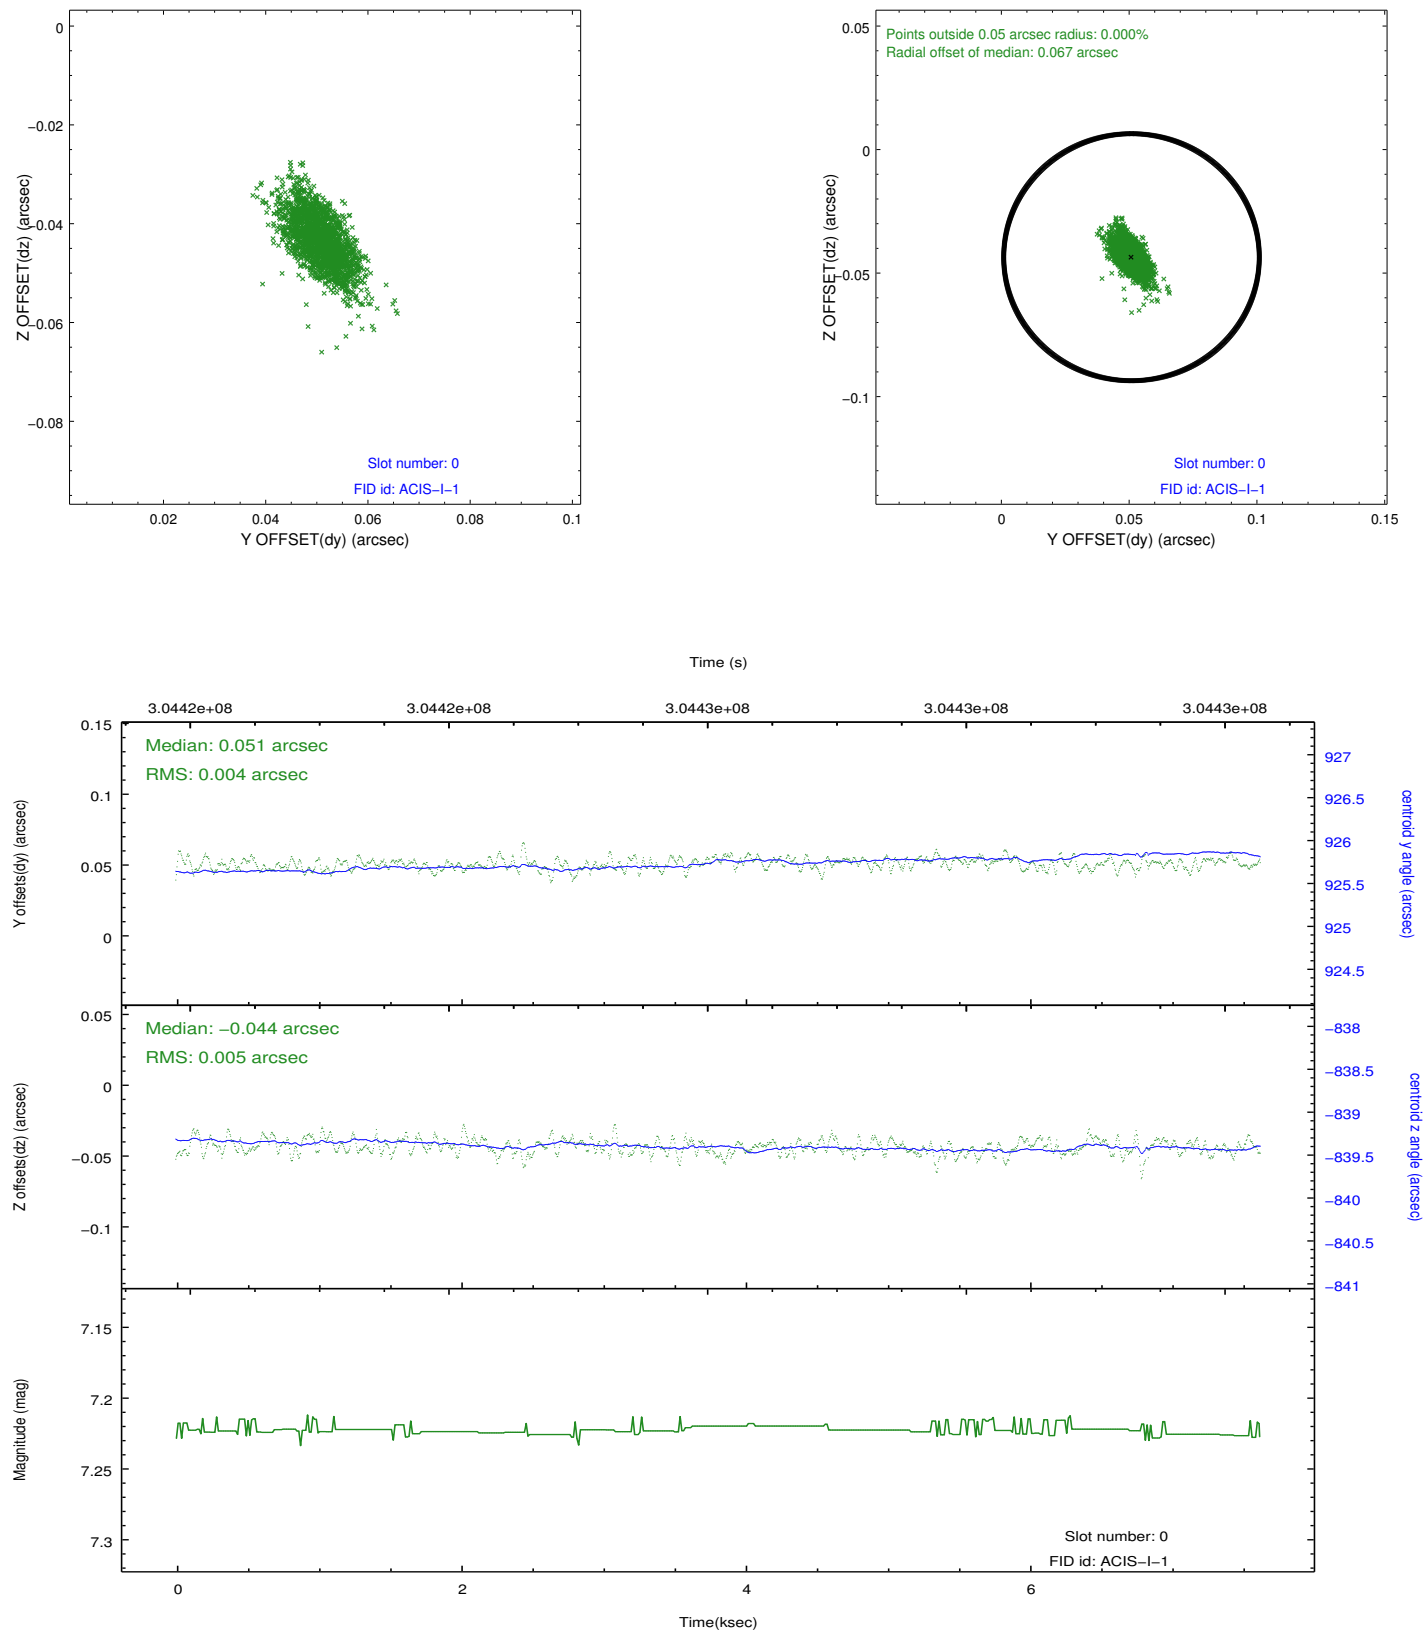 0
−0.02
−0.04
−0.06
−0.08
Z OFFSET(dz) (arcsec)
Slot number: 0
FID id: ACIS−I−1
0.02
0.04
0.06
0.08
0.1
Y OFFSET(dy) (arcsec)
0.05
0
−0.05
−0.1
Z OFFSET(dz) (arcsec)
Points outside 0.05 arcsec radius: 0.000%
Radial offset of median: 0.067 arcsec
Slot number: 0
FID id: ACIS−I−1
0
0.05
0.1
0.15
Y OFFSET(dy) (arcsec)
Time (s)
3.0442e+08
3.0442e+08
3.0443e+08
3.0443e+08
3.0443e+08
0.15
0.1
0.05
0
Y offsets(dy) (arcsec)
Median: 0.051 arcsec
RMS: 0.004 arcsec
927
926.5
926
925.5
925
924.5
centroid y angle (arcsec)
0.05
0
−0.05
−0.1
Z offsets(dz) (arcsec)
Median: −0.044 arcsec
RMS: 0.005 arcsec
−838
−838.5
−839
−839.5
−840
−840.5
−841
centroid z angle (arcsec)
7.15
7.2
7.25
7.3
Magnitude (mag)
Slot number: 0
FID id: ACIS−I−1
0
2
4
6
Time(ksec)